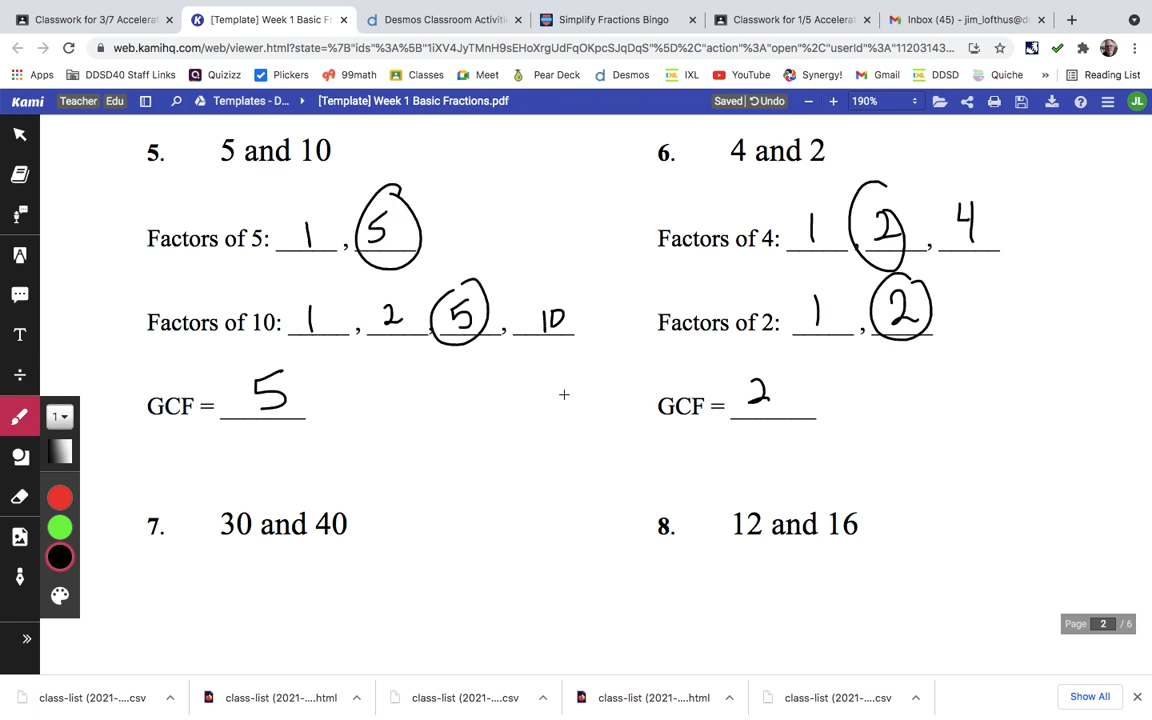 Classwork for 3/7 Accelerat
[Template] Week 1 Basic Fr
Desmos Classroom Activitie
Simplify Fractions Bingo
Classwork for 1/5 Accelerat
Inbox (45) - jim_lofthus@d
web.kamihq.com/web/viewer.html?state=%7B"ids"%3A%5B"1iXV4JyTMnH9sEHoXrgUdFqOKpcSJqDqS"%5D%2C"action"%3A"open"%2C"userId"%3A"11203143...
Apps DDSD40 Staff Links Quizizz Plickers 99math Classes Meet Pear Deck Desmos IXL YouTube Synergy! Gmail DDSD Quiche » Reading List
Kami Teacher Edu Templates - D... [Template] Week 1 Basic Fractions.pdf Saved Undo 190% JL
5. 5 and 10
6. 4 and 2
Factors of 5: 1, 5
Factors of 4: 1, 2, 4
Factors of 10: 1, 2, 5, 10
Factors of 2: 1, 2
GCF = 5
GCF = 2
7. 30 and 40
8. 12 and 16
1
Page 2 / 6
class-list (2021-....csv
class-list (2021-....html
class-list (2021-....csv
class-list (2021-....html
class-list (2021-....csv
Show All